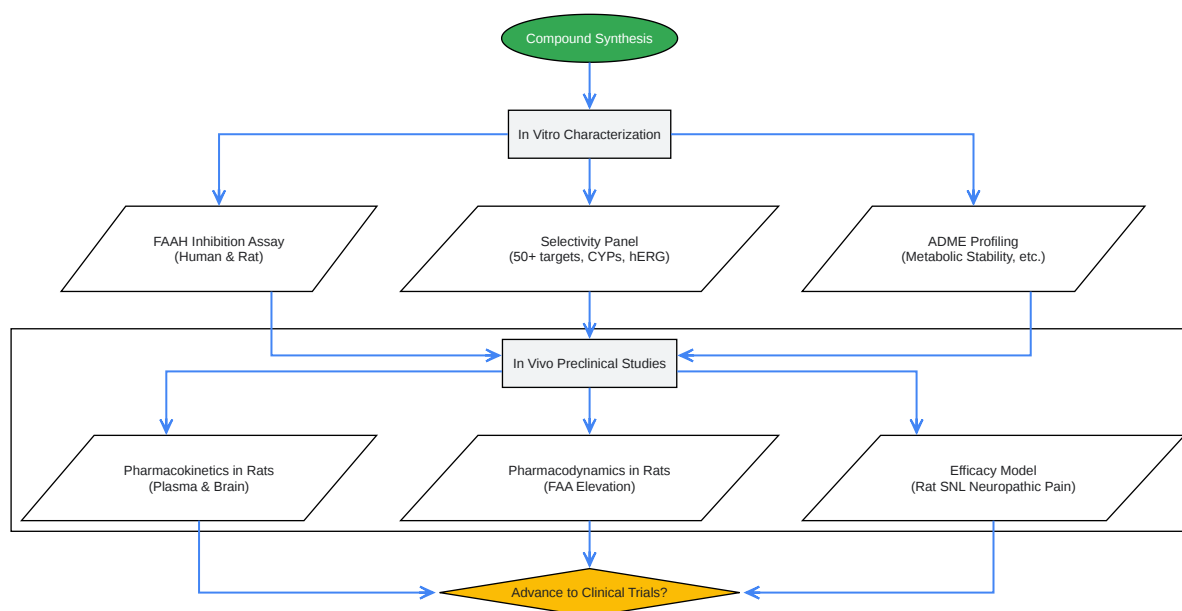 Compound Synthesis
In Vitro Characterization
FAAH Inhibition Assay
(Human & Rat)
Selectivity Panel
(50+ targets, CYPs, hERG)
ADME Profiling
(Metabolic Stability, etc.)
In Vivo Preclinical Studies
Pharmacokinetics in Rats
(Plasma & Brain)
Pharmacodynamics in Rats
(FAA Elevation)
Efficacy Model
(Rat SNL Neuropathic Pain)
Advance to Clinical Trials?